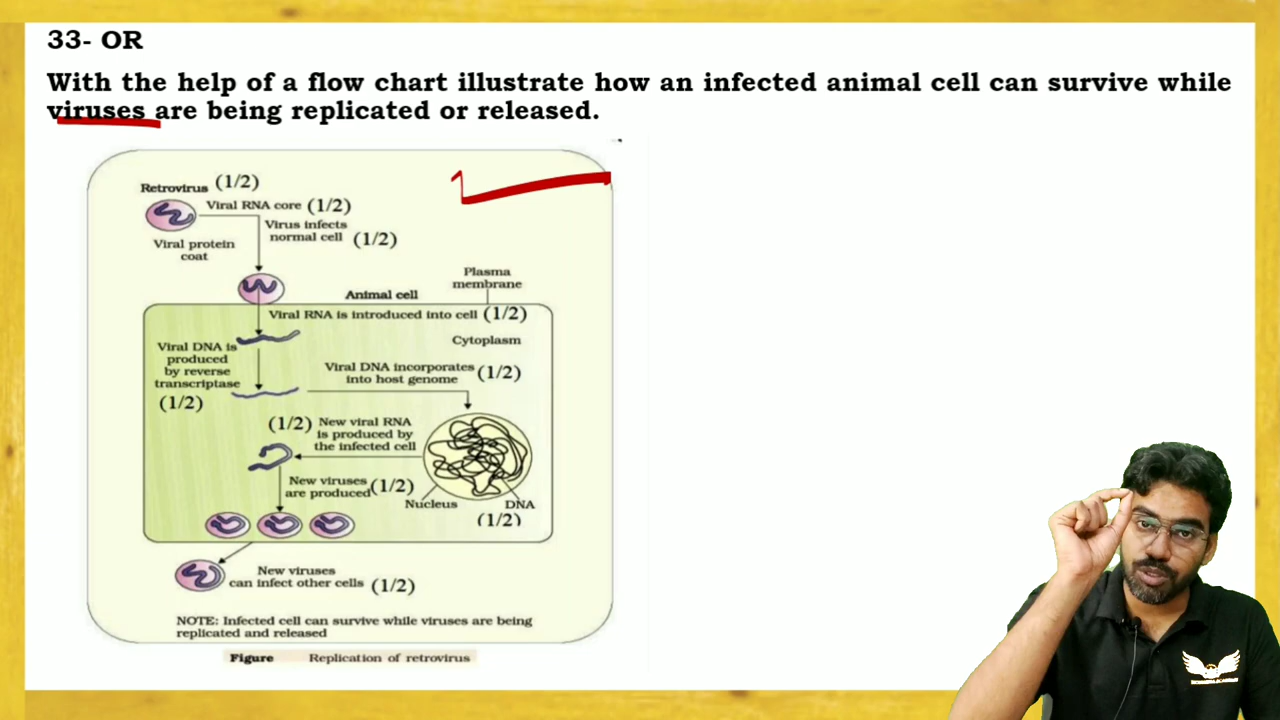 33- OR
With the help of a flow chart illustrate how an infected animal cell can survive while
viruses are being replicated or released.
Retrovirus (1/2)
Viral RNA core (1/2)
Virus infects
normal cell (1/2)
Viral protein
coat
Plasma
membrane
Animal cell
Viral RNA is introduced into cell (1/2)
Cytoplasm
Viral DNA is
produced
by reverse
transcriptase
(1/2)
Viral DNA incorporates
into host genome (1/2)
(1/2) New viral RNA
is produced by
the infected cell
New viruses
are produced (1/2)
Nucleus
DNA
(1/2)
New viruses
can infect other cells (1/2)
NOTE: Infected cell can survive while viruses are being
replicated and released
Figure Replication of retrovirus